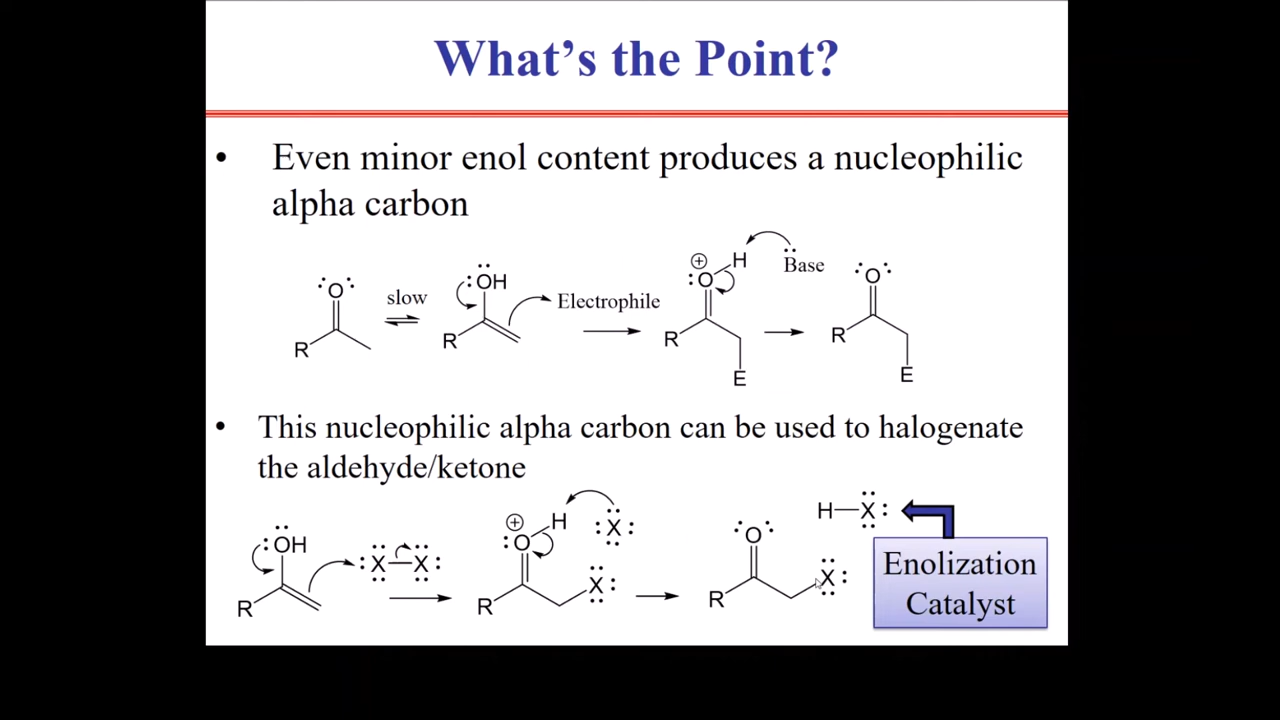 What's the Point?
• Even minor enol content produces a nucleophilic
alpha carbon
O
R
slow
OH
R
Electrophile
O
H
Base
R
E
O
R
E
• This nucleophilic alpha carbon can be used to halogenate
the aldehyde/ketone
OH
R
X—X
O
H
X
X
R
O
X
R
H—X
Enolization
Catalyst